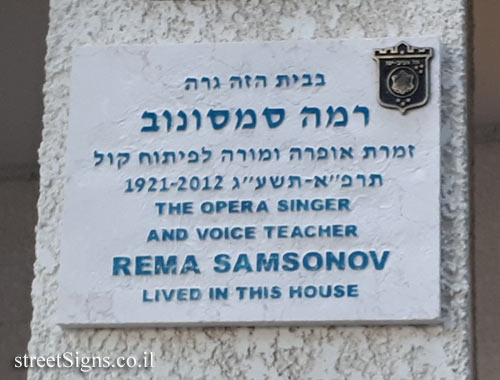 בבית הזה גרה
רמה סמסונוב
זמרת אופרה ומורה לפיתוח קול
תרפ"א-תשע"ג 1921-2012
THE OPERA SINGER
AND VOICE TEACHER
REMA SAMSONOV
LIVED IN THIS HOUSE
streetSigns.co.il